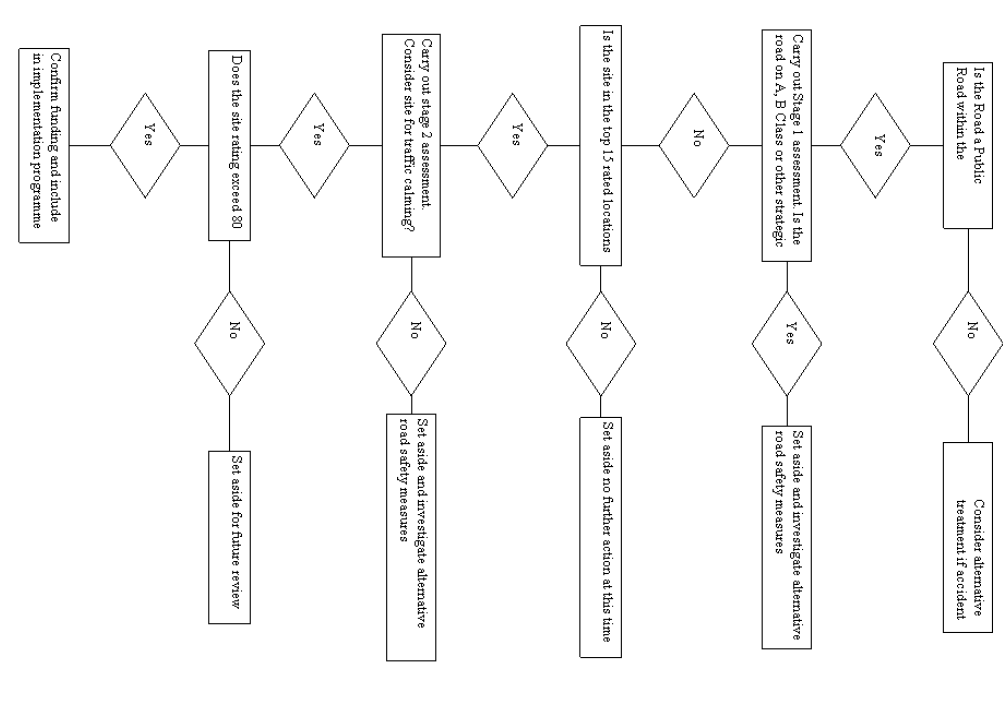 Is the Road a Public
Road within the
Yes
No
Consider alternative
treatment if accident
Carry out Stage 1 assessment. Is the
road on A, B Class or other strategic
Yes
Set aside and investigate alternative
road safety measures
No
Is the site in the top 15 rated locations
No
Set aside no further action at this time
Yes
Carry out stage 2 assessment.
Consider site for traffic calming?
No
Set aside and investigate alternative
road safety measures
Yes
Does the site rating exceed 80
No
Set aside for future review
Yes
Confirm funding and include
in implementation programme